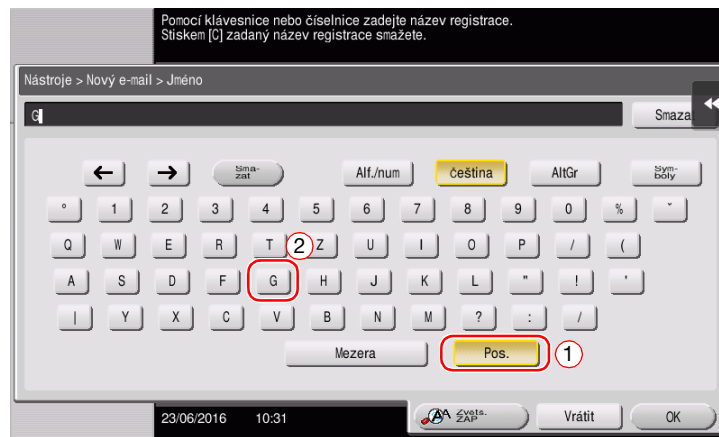 Pomocí klávesnice nebo číselnice zadejte název registrace.
Stiskem [C] zadaný název registrace smažete.
Nástroje > Nový e-mail > Jméno
G
Smaza
← → Sma-
zat Alf./num čeština AltGr Sym-
boly
° 1 2 3 4 5 6 7 8 9 0 % ˇ
Q W E R T 2 Z U I O P / (
A S D F G H J K L " ! '
| Y X C V B N M ? : /
Mezera Pos. 1
23/06/2016 10:31 Zvets.
ZAP Vrátit OK